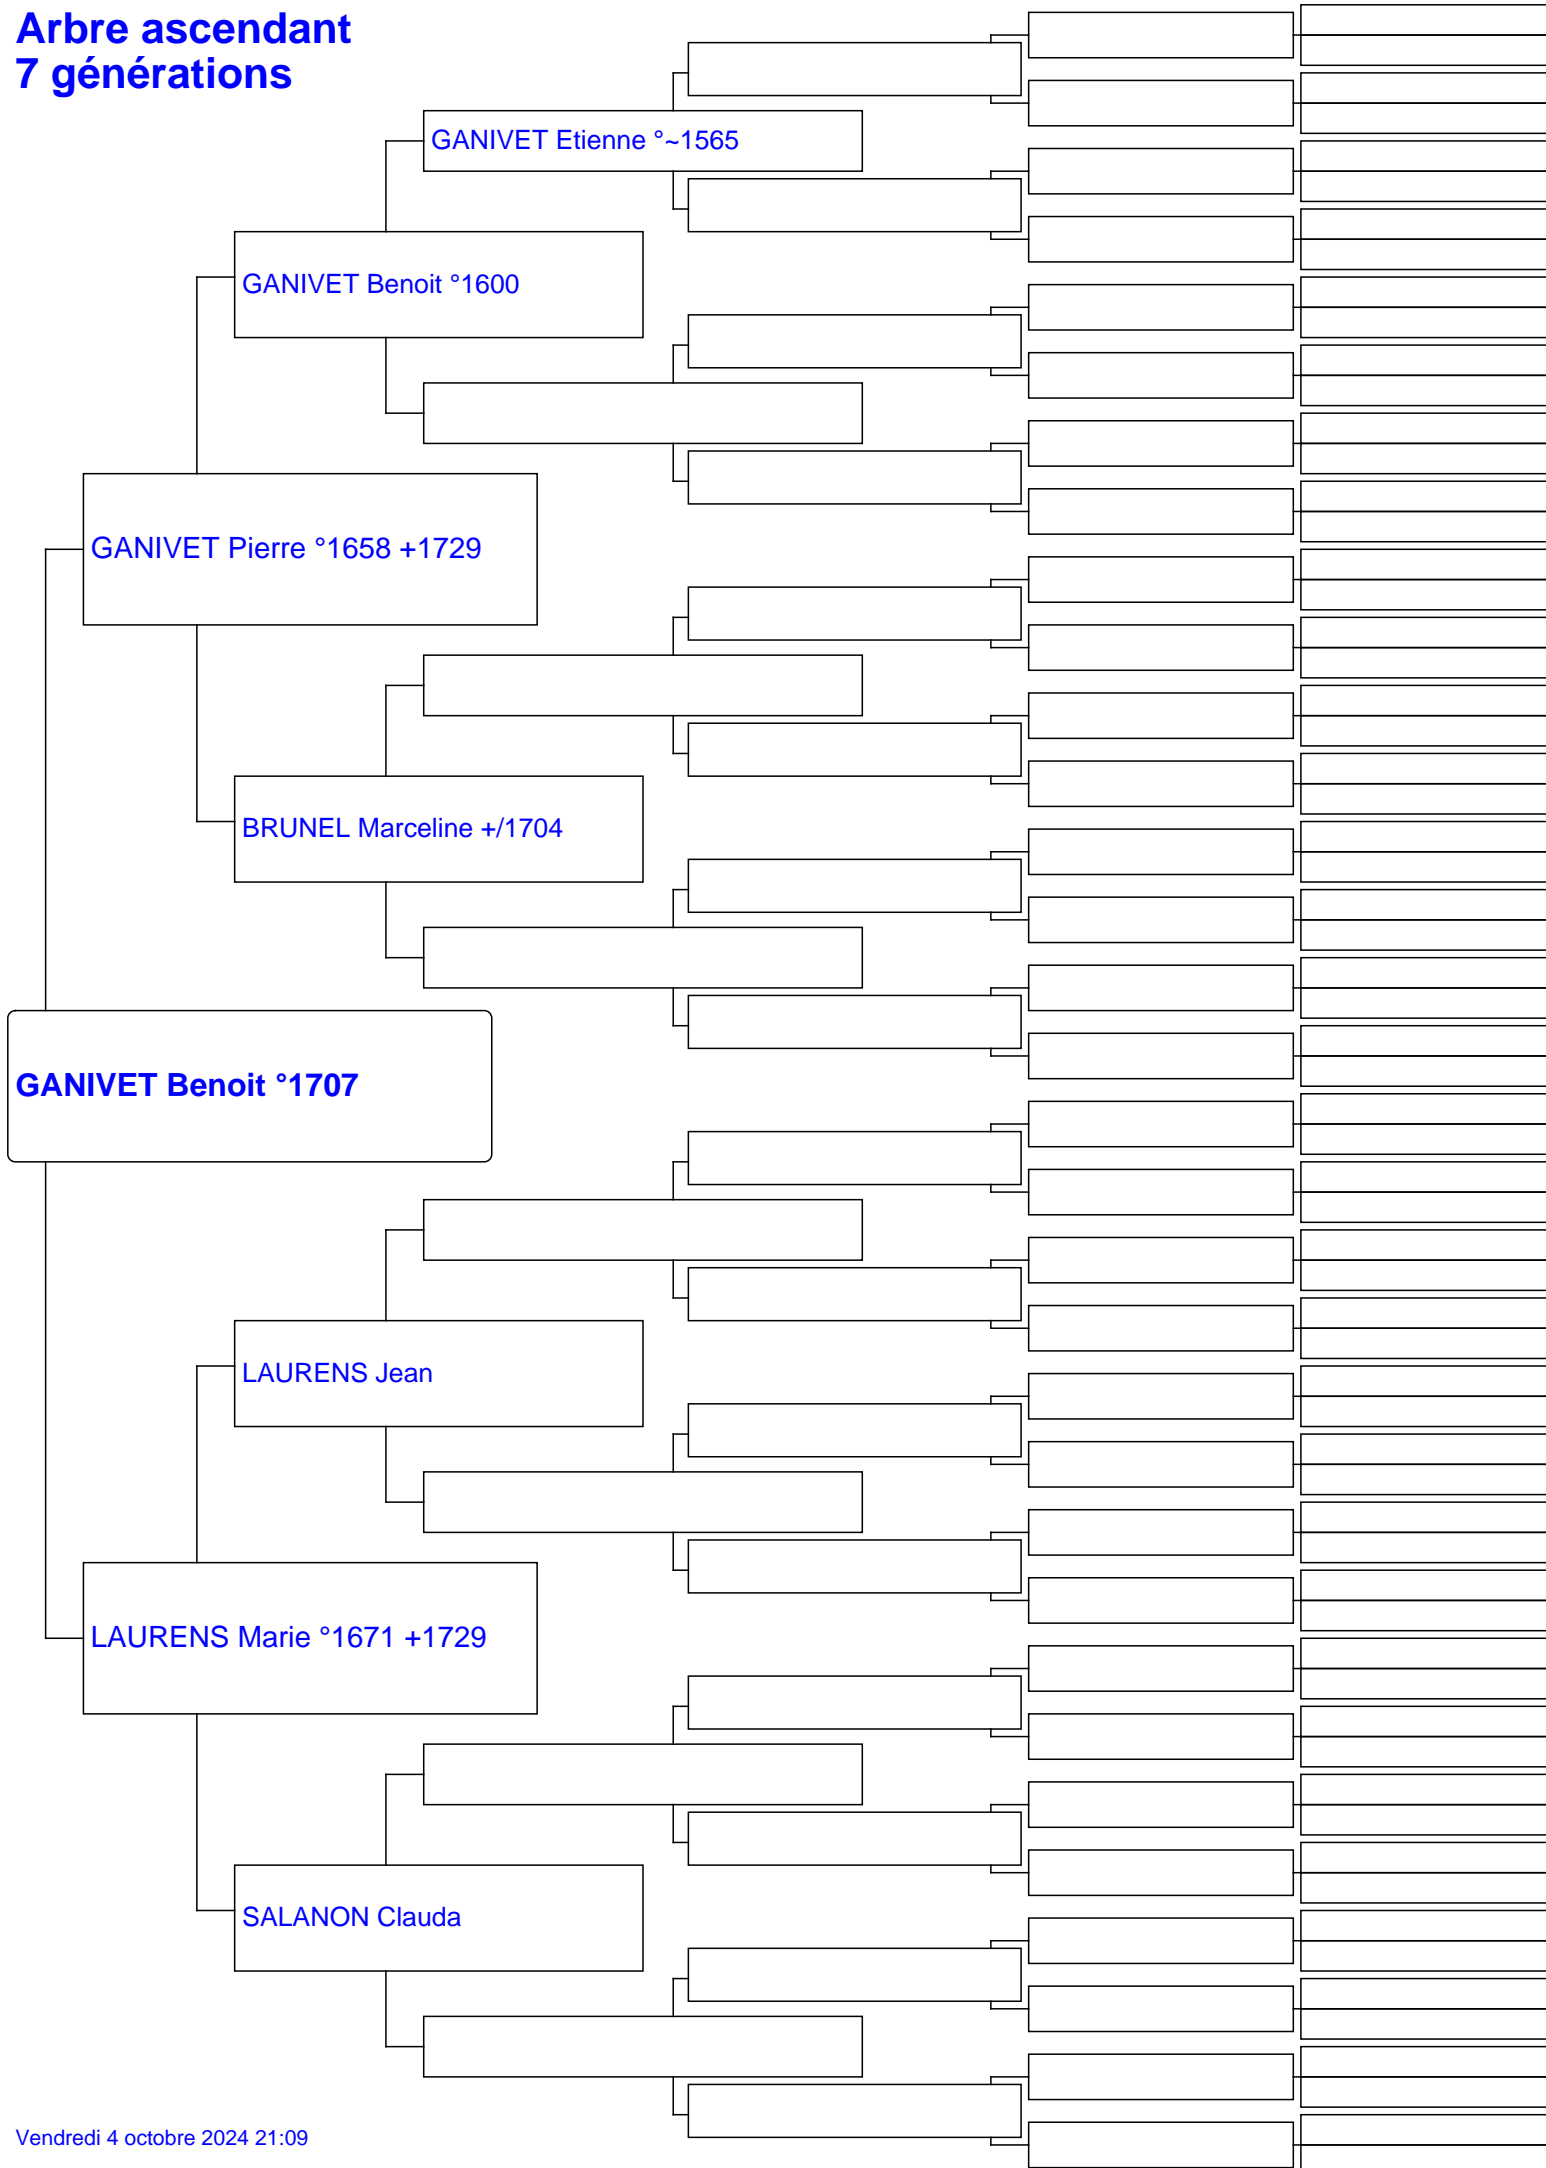 Arbre ascendant
7 générations
GANIVET Etienne °~1565
GANIVET Benoit °1600
GANIVET Pierre °1658 +1729
BRUNEL Marceline +/1704
GANIVET Benoit °1707
LAURENS Jean
LAURENS Marie °1671 +1729
SALANON Clauda
Vendredi 4 octobre 2024 21:09